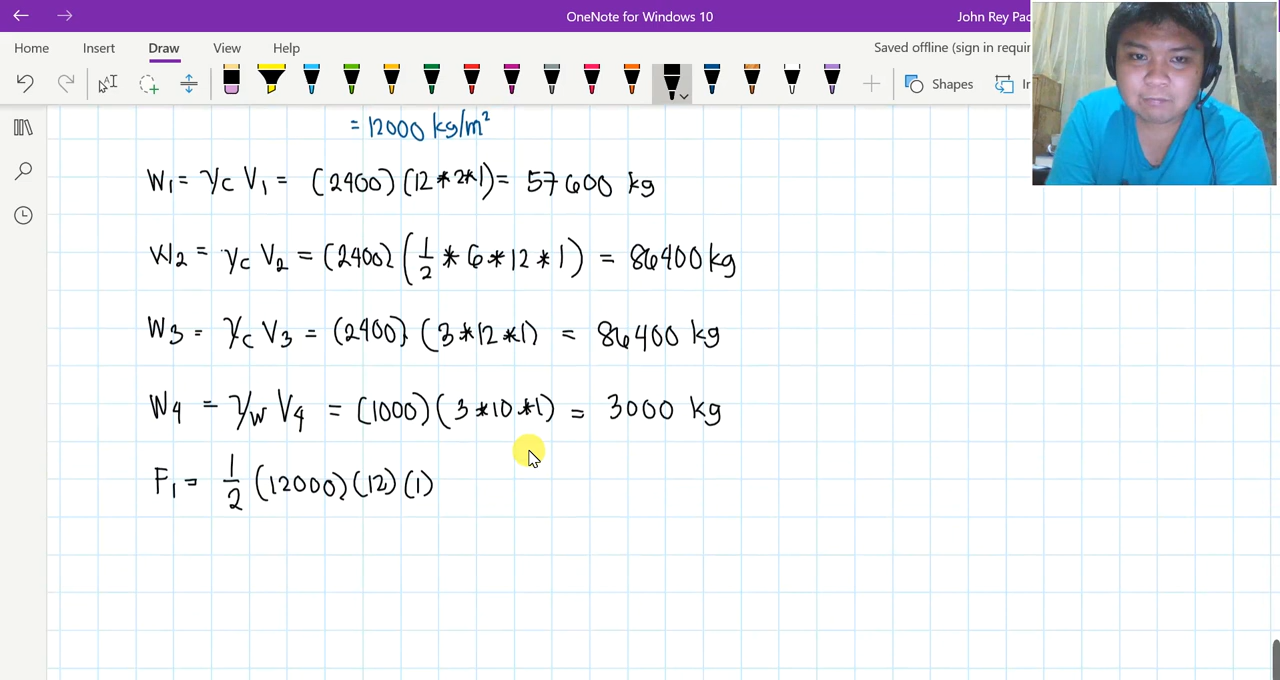 OneNote for Windows 10
John Rey Pac
Home Insert Draw View Help
Saved offline (sign in requir
Shapes
In
= 12000 kg/m²
W₁ = γc V₁ = (2400)(12*2*1) = 57600 kg
W₂ = γc V₂ = (2400)(1/2 * 6 * 12 * 1) = 86400 kg
W₃ = γc V₃ = (2400)(3*12*1) = 86400 kg
W₄ = γw V₄ = (1000)(3*10*1) = 3000 kg
F₁ = 1/2 (12000)(12)(1)